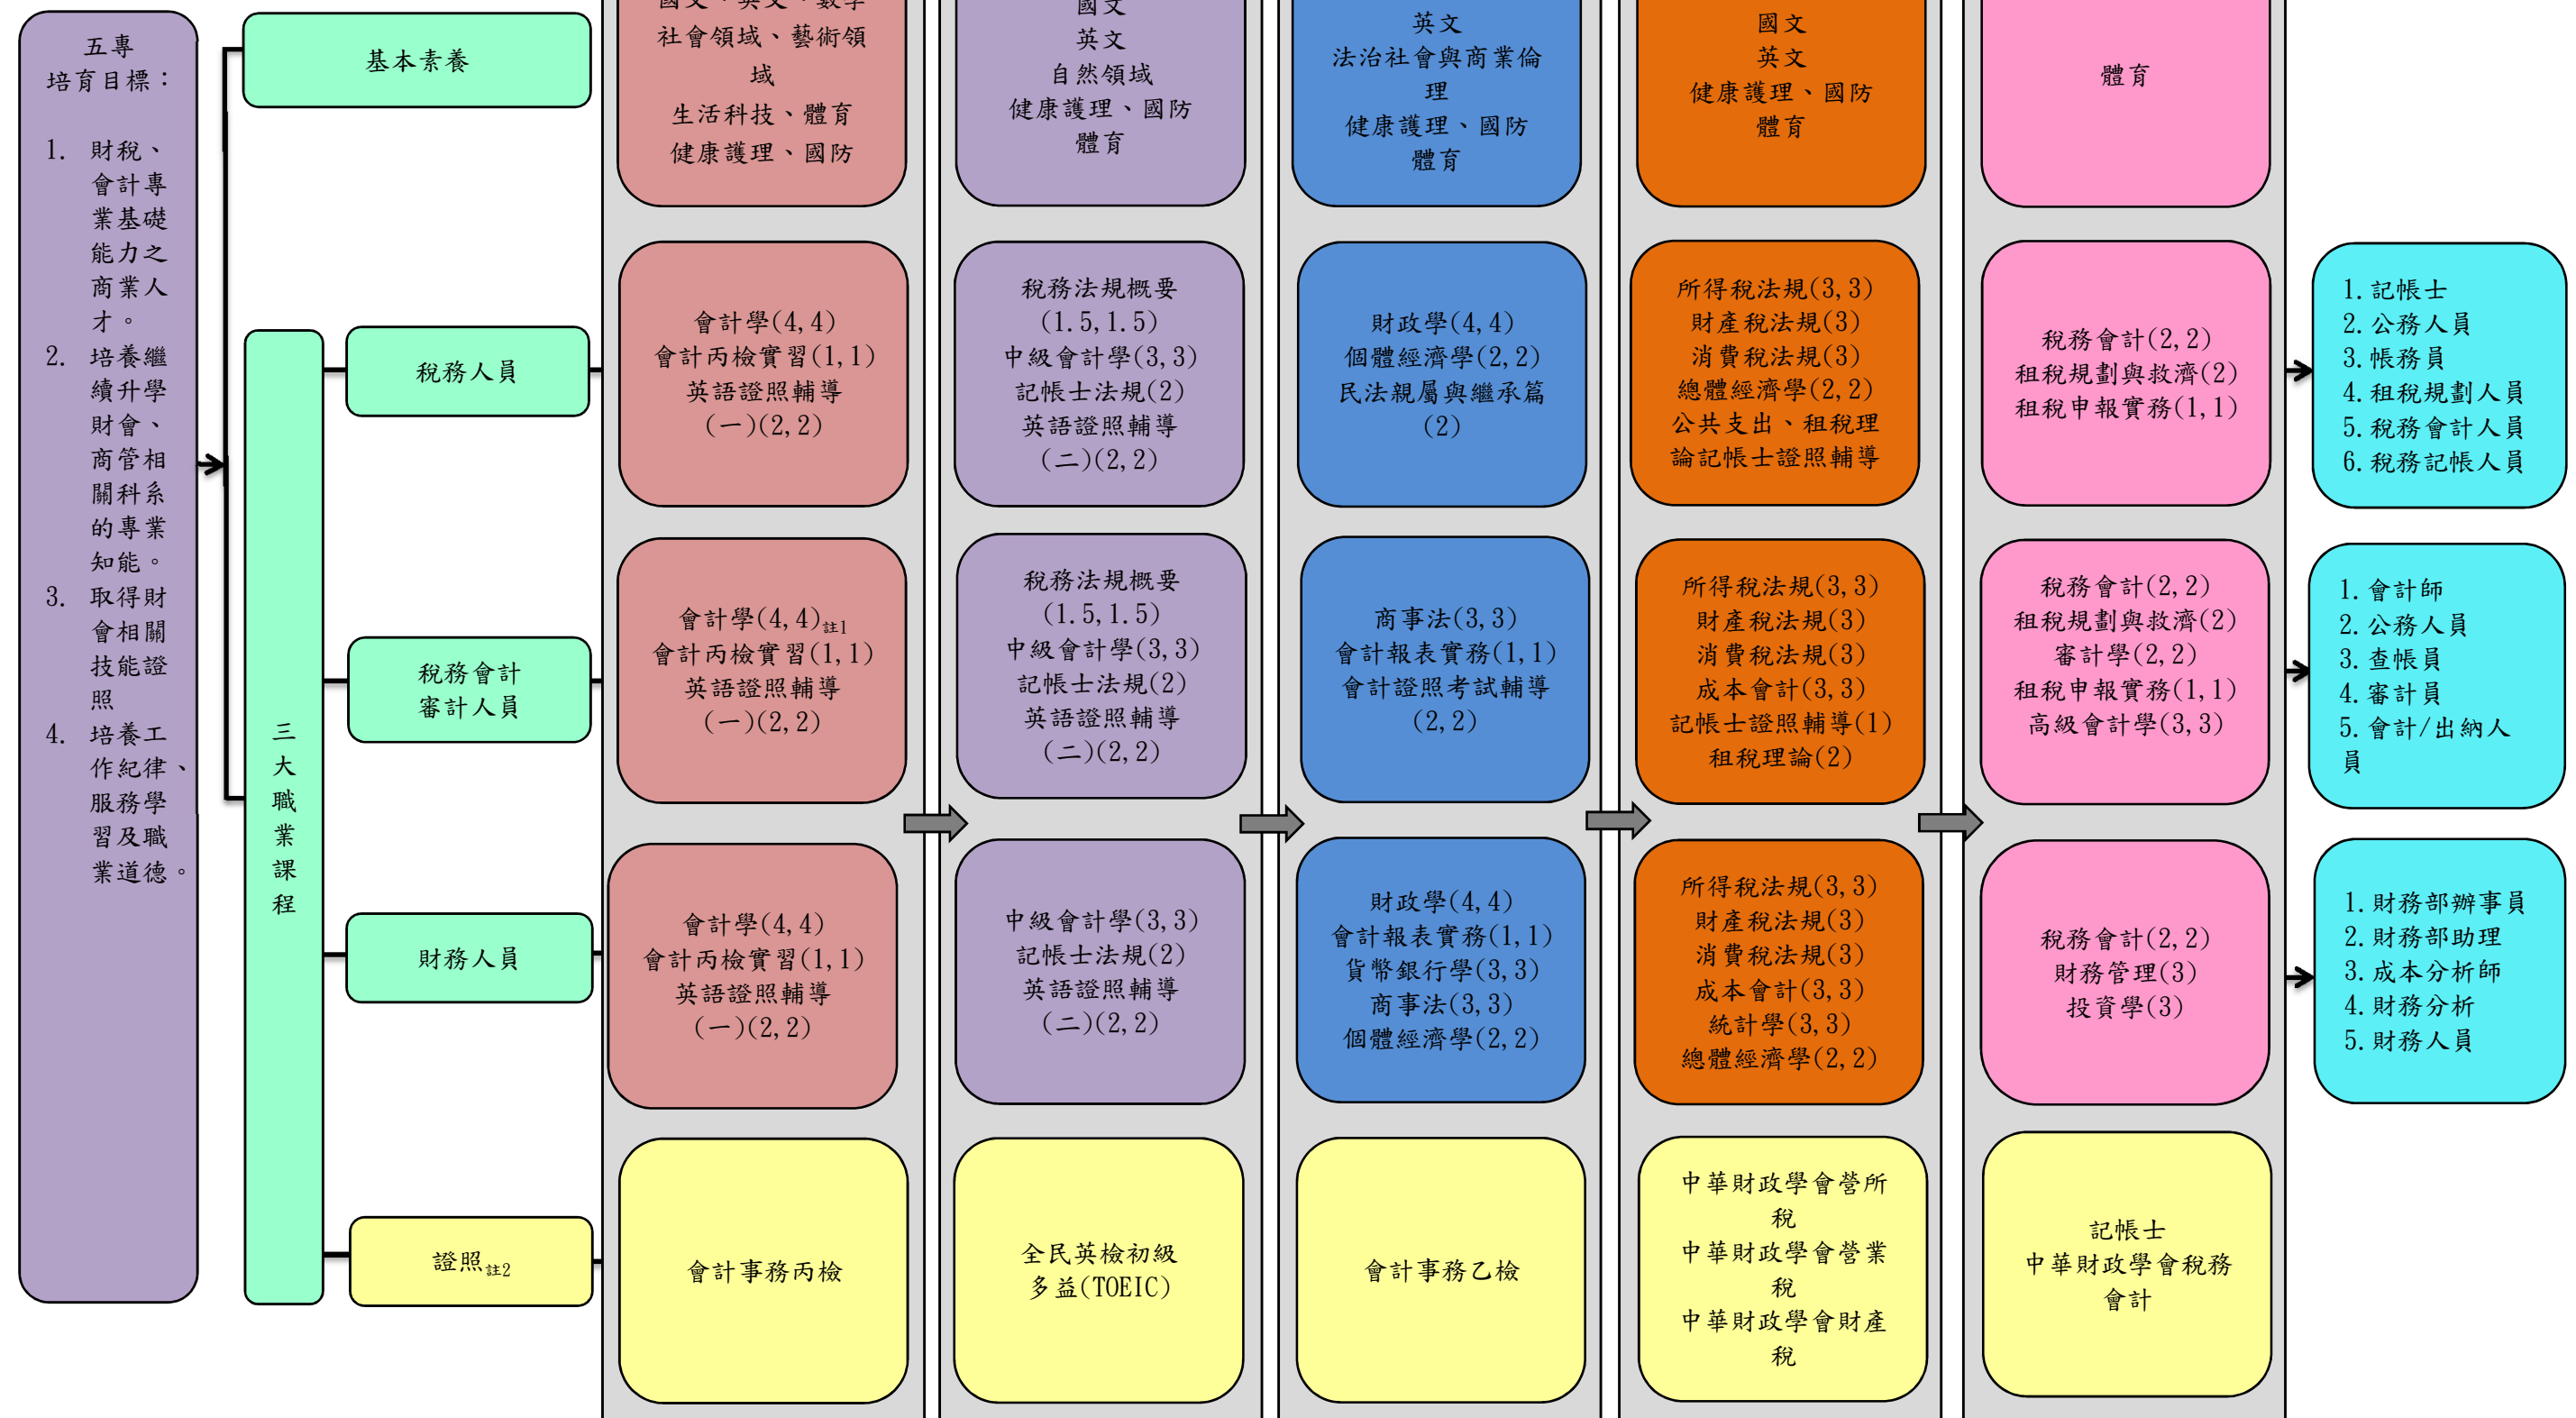 五專
培育目標：
1. 財稅、
會計專
業基礎
能力之
商業人
才。
2. 培養繼
續升學
財會、
商管相
關科系
的專業
知能。
3. 取得財
會相關
技能證
照
4. 培養工
作紀律、
服務學
習及職
業道德。
基本素養
國文、英文、數學
社會領域、藝術領
域
生活科技、體育
健康護理、國防
國文
英文
自然領域
健康護理、國防
體育
英文
法治社會與商業倫
理
健康護理、國防
體育
國文
英文
健康護理、國防
體育
體育
三
大
職
業
課
程
稅務人員
會計學(4,4)
會計丙檢實習(1,1)
英語證照輔導
(一)(2,2)
稅務法規概要
(1.5,1.5)
中級會計學(3,3)
記帳士法規(2)
英語證照輔導
(二)(2,2)
財政學(4,4)
個體經濟學(2,2)
民法親屬與繼承篇
(2)
所得稅法規(3,3)
財產稅法規(3)
消費稅法規(3)
總體經濟學(2,2)
公共支出、租稅理
論記帳士證照輔導
稅務會計(2,2)
租稅規劃與救濟(2)
租稅申報實務(1,1)
1.記帳士
2.公務人員
3.帳務員
4.租稅規劃人員
5.稅務會計人員
6.稅務記帳人員
稅務會計
審計人員
會計學(4,4)註1
會計丙檢實習(1,1)
英語證照輔導
(一)(2,2)
稅務法規概要
(1.5,1.5)
中級會計學(3,3)
記帳士法規(2)
英語證照輔導
(二)(2,2)
商事法(3,3)
會計報表實務(1,1)
會計證照考試輔導
(2,2)
所得稅法規(3,3)
財產稅法規(3)
消費稅法規(3)
成本會計(3,3)
記帳士證照輔導(1)
租稅理論(2)
稅務會計(2,2)
租稅規劃與救濟(2)
審計學(2,2)
租稅申報實務(1,1)
高級會計學(3,3)
1.會計師
2.公務人員
3.查帳員
4.審計員
5.會計/出納人
員
財務人員
會計學(4,4)
會計丙檢實習(1,1)
英語證照輔導
(一)(2,2)
中級會計學(3,3)
記帳士法規(2)
英語證照輔導
(二)(2,2)
財政學(4,4)
會計報表實務(1,1)
貨幣銀行學(3,3)
商事法(3,3)
個體經濟學(2,2)
所得稅法規(3,3)
財產稅法規(3)
消費稅法規(3)
成本會計(3,3)
統計學(3,3)
總體經濟學(2,2)
稅務會計(2,2)
財務管理(3)
投資學(3)
1.財務部辦事員
2.財務部助理
3.成本分析師
4.財務分析
5.財務人員
證照註2
會計事務丙檢
全民英檢初級
多益(TOEIC)
會計事務乙檢
中華財政學會營所
稅
中華財政學會營業
稅
中華財政學會財產
稅
記帳士
中華財政學會稅務
會計